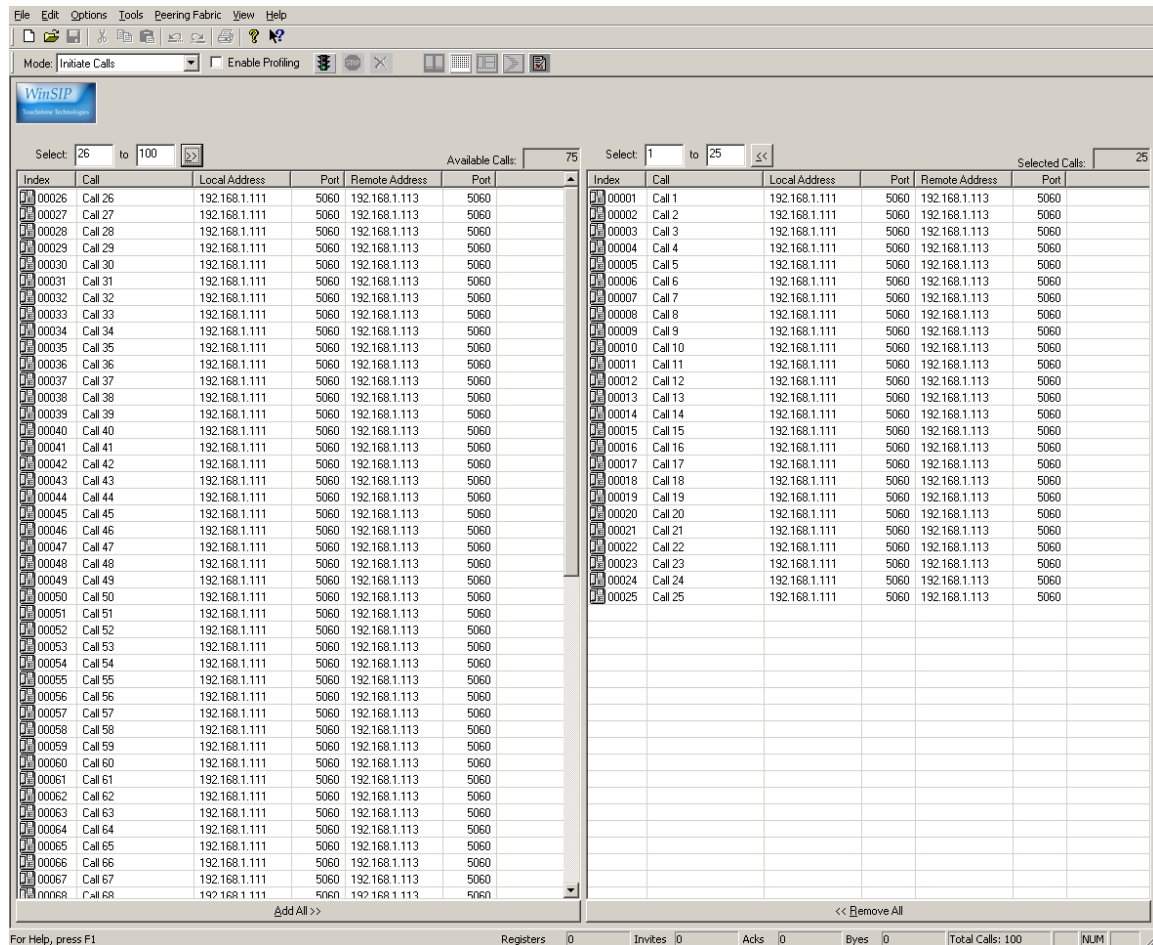 File Edit Options Tools Peering Fabric View Help
Mode: Initiate Calls Enable Profiling STOP
WinSIP
Touchstone Technologies
Select: 26 to 100 >> Available Calls: 75 Select: 1 to 25 << Selected Calls: 25
Index Call Local Address Port Remote Address Port Index Call Local Address Port Remote Address Port
00026 Call 26 192.168.1.111 5060 192.168.1.113 5060 00001 Call 1 192.168.1.111 5060 192.168.1.113 5060
00027 Call 27 192.168.1.111 5060 192.168.1.113 5060 00002 Call 2 192.168.1.111 5060 192.168.1.113 5060
00028 Call 28 192.168.1.111 5060 192.168.1.113 5060 00003 Call 3 192.168.1.111 5060 192.168.1.113 5060
00029 Call 29 192.168.1.111 5060 192.168.1.113 5060 00004 Call 4 192.168.1.111 5060 192.168.1.113 5060
00030 Call 30 192.168.1.111 5060 192.168.1.113 5060 00005 Call 5 192.168.1.111 5060 192.168.1.113 5060
00031 Call 31 192.168.1.111 5060 192.168.1.113 5060 00006 Call 6 192.168.1.111 5060 192.168.1.113 5060
00032 Call 32 192.168.1.111 5060 192.168.1.113 5060 00007 Call 7 192.168.1.111 5060 192.168.1.113 5060
00033 Call 33 192.168.1.111 5060 192.168.1.113 5060 00008 Call 8 192.168.1.111 5060 192.168.1.113 5060
00034 Call 34 192.168.1.111 5060 192.168.1.113 5060 00009 Call 9 192.168.1.111 5060 192.168.1.113 5060
00035 Call 35 192.168.1.111 5060 192.168.1.113 5060 00010 Call 10 192.168.1.111 5060 192.168.1.113 5060
00036 Call 36 192.168.1.111 5060 192.168.1.113 5060 00011 Call 11 192.168.1.111 5060 192.168.1.113 5060
00037 Call 37 192.168.1.111 5060 192.168.1.113 5060 00012 Call 12 192.168.1.111 5060 192.168.1.113 5060
00038 Call 38 192.168.1.111 5060 192.168.1.113 5060 00013 Call 13 192.168.1.111 5060 192.168.1.113 5060
00039 Call 39 192.168.1.111 5060 192.168.1.113 5060 00014 Call 14 192.168.1.111 5060 192.168.1.113 5060
00040 Call 40 192.168.1.111 5060 192.168.1.113 5060 00015 Call 15 192.168.1.111 5060 192.168.1.113 5060
00041 Call 41 192.168.1.111 5060 192.168.1.113 5060 00016 Call 16 192.168.1.111 5060 192.168.1.113 5060
00042 Call 42 192.168.1.111 5060 192.168.1.113 5060 00017 Call 17 192.168.1.111 5060 192.168.1.113 5060
00043 Call 43 192.168.1.111 5060 192.168.1.113 5060 00018 Call 18 192.168.1.111 5060 192.168.1.113 5060
00044 Call 44 192.168.1.111 5060 192.168.1.113 5060 00019 Call 19 192.168.1.111 5060 192.168.1.113 5060
00045 Call 45 192.168.1.111 5060 192.168.1.113 5060 00020 Call 20 192.168.1.111 5060 192.168.1.113 5060
00046 Call 46 192.168.1.111 5060 192.168.1.113 5060 00021 Call 21 192.168.1.111 5060 192.168.1.113 5060
00047 Call 47 192.168.1.111 5060 192.168.1.113 5060 00022 Call 22 192.168.1.111 5060 192.168.1.113 5060
00048 Call 48 192.168.1.111 5060 192.168.1.113 5060 00023 Call 23 192.168.1.111 5060 192.168.1.113 5060
00049 Call 49 192.168.1.111 5060 192.168.1.113 5060 00024 Call 24 192.168.1.111 5060 192.168.1.113 5060
00050 Call 50 192.168.1.111 5060 192.168.1.113 5060 00025 Call 25 192.168.1.111 5060 192.168.1.113 5060
00051 Call 51 192.168.1.111 5060 192.168.1.113 5060
00052 Call 52 192.168.1.111 5060 192.168.1.113 5060
00053 Call 53 192.168.1.111 5060 192.168.1.113 5060
00054 Call 54 192.168.1.111 5060 192.168.1.113 5060
00055 Call 55 192.168.1.111 5060 192.168.1.113 5060
00056 Call 56 192.168.1.111 5060 192.168.1.113 5060
00057 Call 57 192.168.1.111 5060 192.168.1.113 5060
00058 Call 58 192.168.1.111 5060 192.168.1.113 5060
00059 Call 59 192.168.1.111 5060 192.168.1.113 5060
00060 Call 60 192.168.1.111 5060 192.168.1.113 5060
00061 Call 61 192.168.1.111 5060 192.168.1.113 5060
00062 Call 62 192.168.1.111 5060 192.168.1.113 5060
00063 Call 63 192.168.1.111 5060 192.168.1.113 5060
00064 Call 64 192.168.1.111 5060 192.168.1.113 5060
00065 Call 65 192.168.1.111 5060 192.168.1.113 5060
00066 Call 66 192.168.1.111 5060 192.168.1.113 5060
00067 Call 67 192.168.1.111 5060 192.168.1.113 5060
00068 Call 68 192.168.1.111 5060 192.168.1.113 5060
Add All >> << Remove All
For Help, press F1 Registers 0 Invites 0 Acks 0 Byes 0 Total Calls: 100 NUM